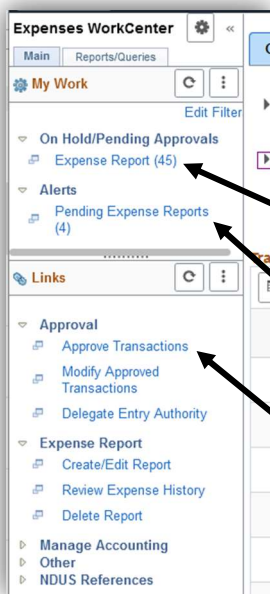 Expenses WorkCenter
«
Main
Reports/Queries
My Work
Edit Filter
On Hold/Pending Approvals
Expense Report (45)
Alerts
Pending Expense Reports
(4)
Links
Approval
Approve Transactions
Modify Approved
Transactions
Delegate Entry Authority
Expense Report
Create/Edit Report
Review Expense History
Delete Report
Manage Accounting
Other
NDUS References